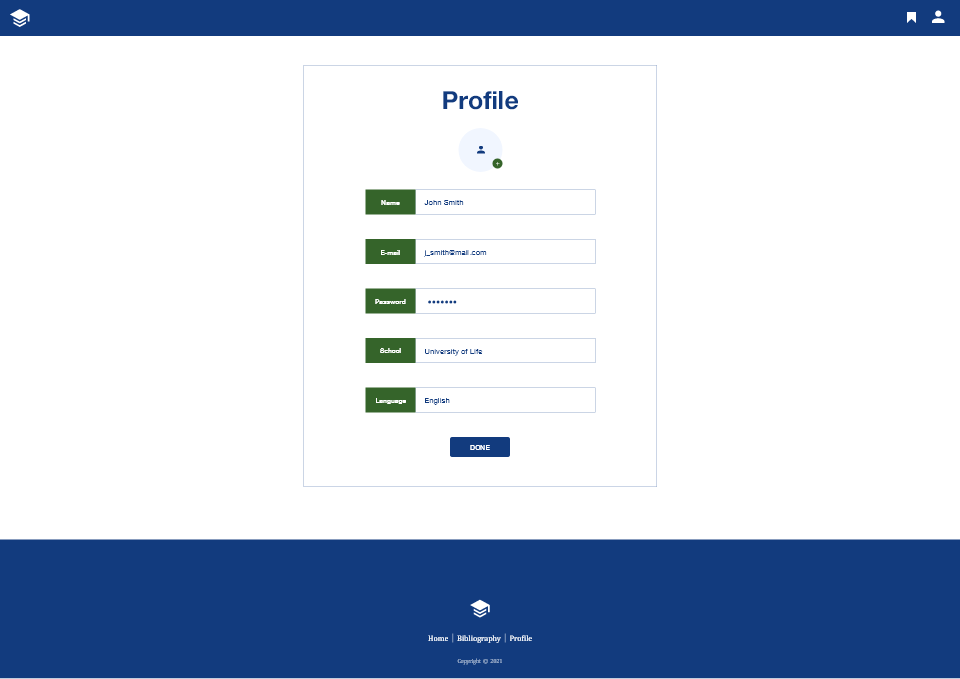 Profile
Name John Smith
E-mail j_smith@mail.com
Password •••••••
School University of Life
Language English
DONE
Home | Bibliography | Profile
Copyright © 2021